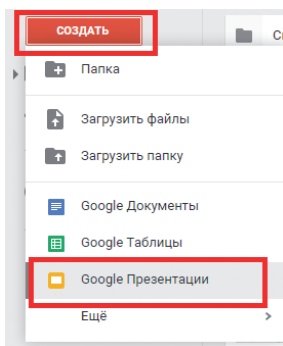 СОЗДАТЬ
Папка
Загрузить файлы
Загрузить папку
Google Документы
Google Таблицы
Google Презентации
Ещё